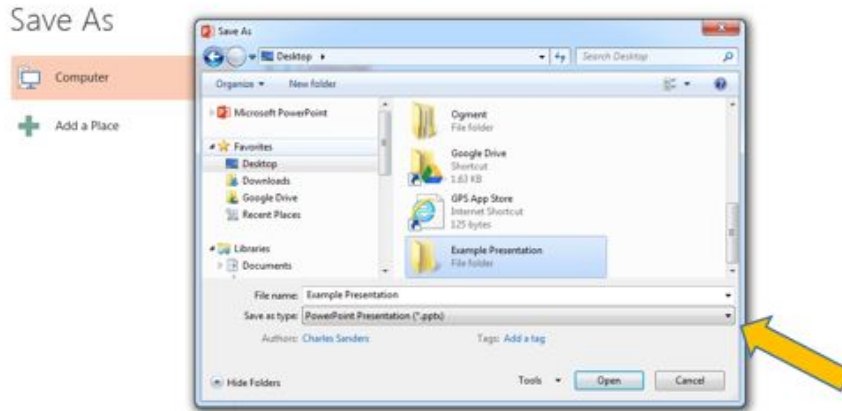 Save As
Computer
Add a Place
Save As
Desktop
Search Desktop
Organize
New folder
Microsoft PowerPoint
Favorites
Desktop
Downloads
Google Drive
Recent Places
Libraries
Documents
Ogment
File folder
Google Drive
Shortcut
1.63 KB
GPS App Store
Internet Shortcut
125 bytes
Example Presentation
File folder
File name: Example Presentation
Save as type: PowerPoint Presentation (*.pptx)
Authors: Charles Sanders Tags: Add a tag
Hide Folders Tools Open Cancel